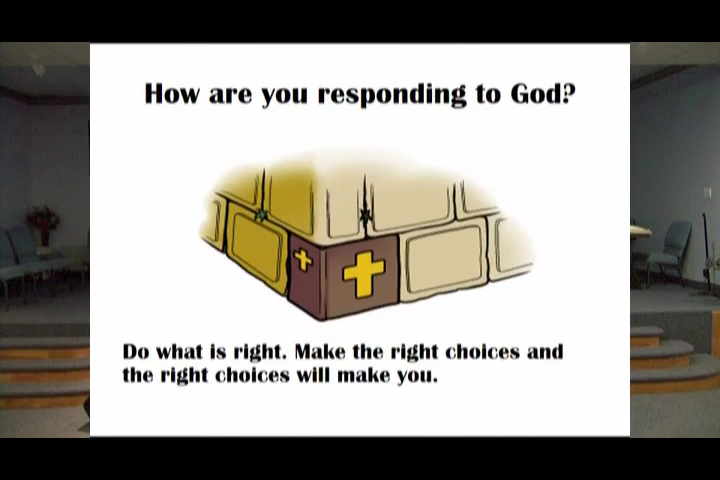 How are you responding to God?
Do what is right. Make the right choices and
the right choices will make you.